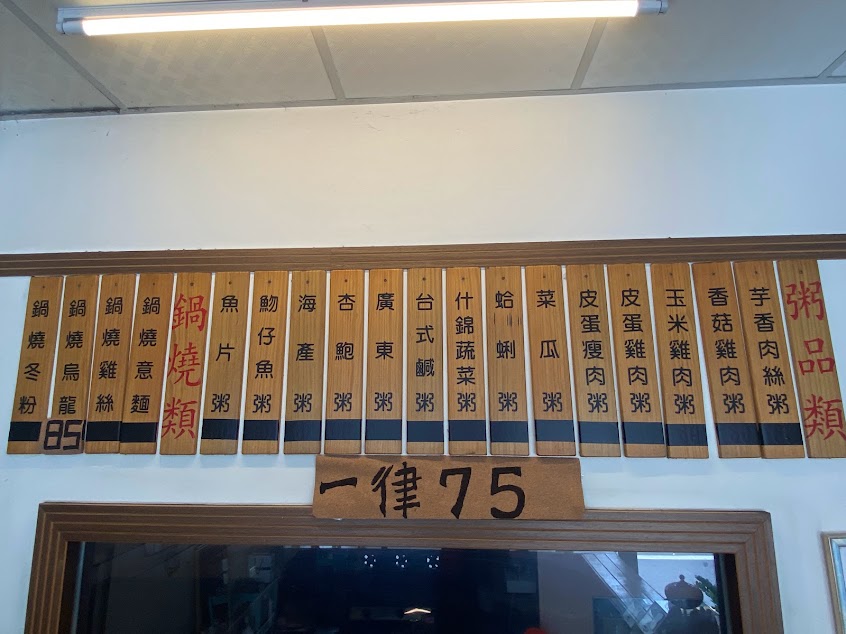 粥品類
芋香肉絲粥
香菇雞肉粥
玉米雞肉粥
皮蛋雞肉粥
皮蛋瘦肉粥
菜瓜粥
蛤蜊粥
什錦蔬菜粥
台式鹹粥
廣東粥
杏鮑粥
海產粥
魩仔魚粥
魚片粥
鍋燒類
鍋燒意麵
鍋燒雞絲
鍋燒烏龍
85
鍋燒冬粉
一律75